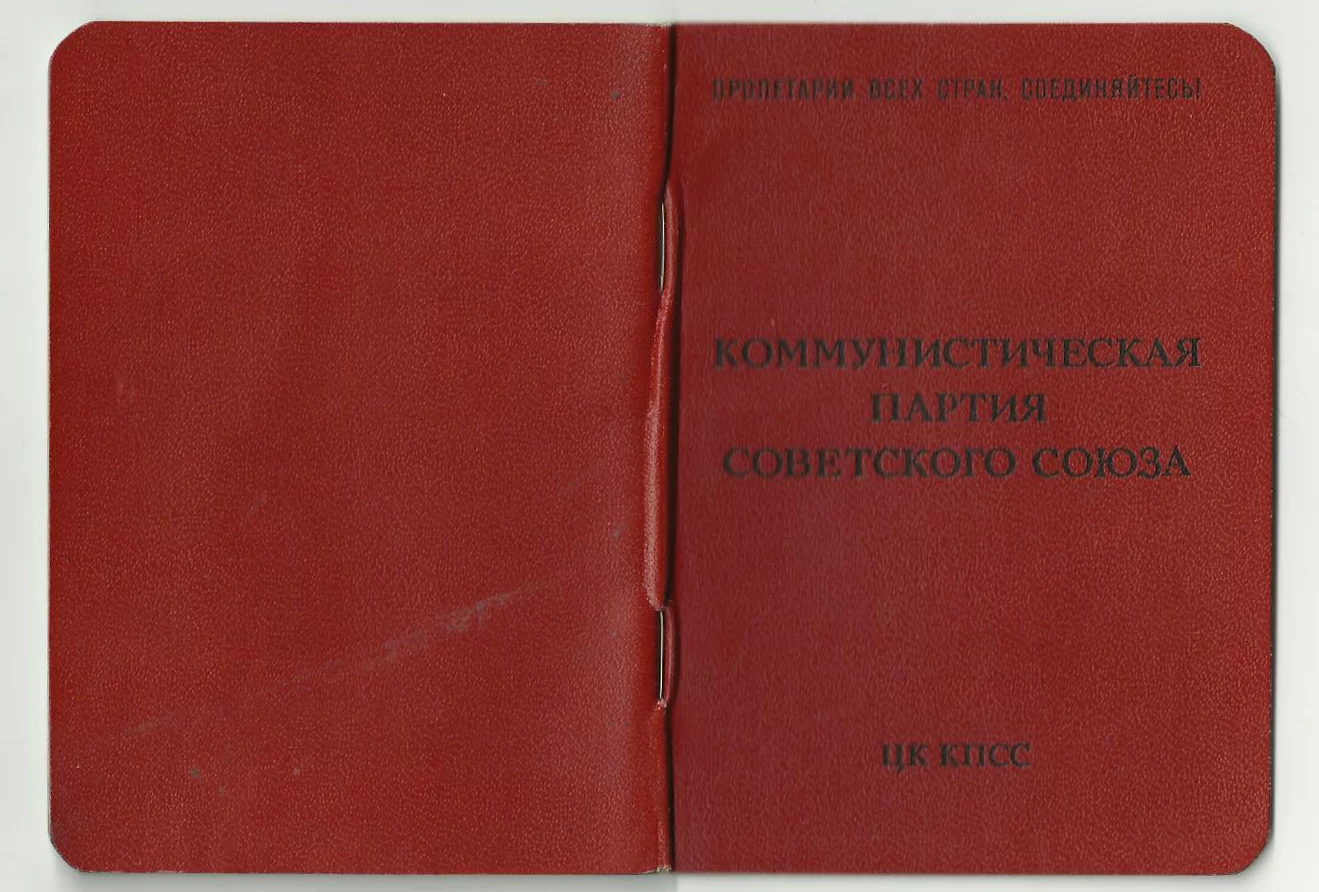 ПРОЛЕТАРИИ ВСЕХ СТРАН, СОЕДИНЯЙТЕСЬ!
КОММУНИСТИЧЕСКАЯ
ПАРТИЯ
СОВЕТСКОГО СОЮЗА
ЦК КПСС